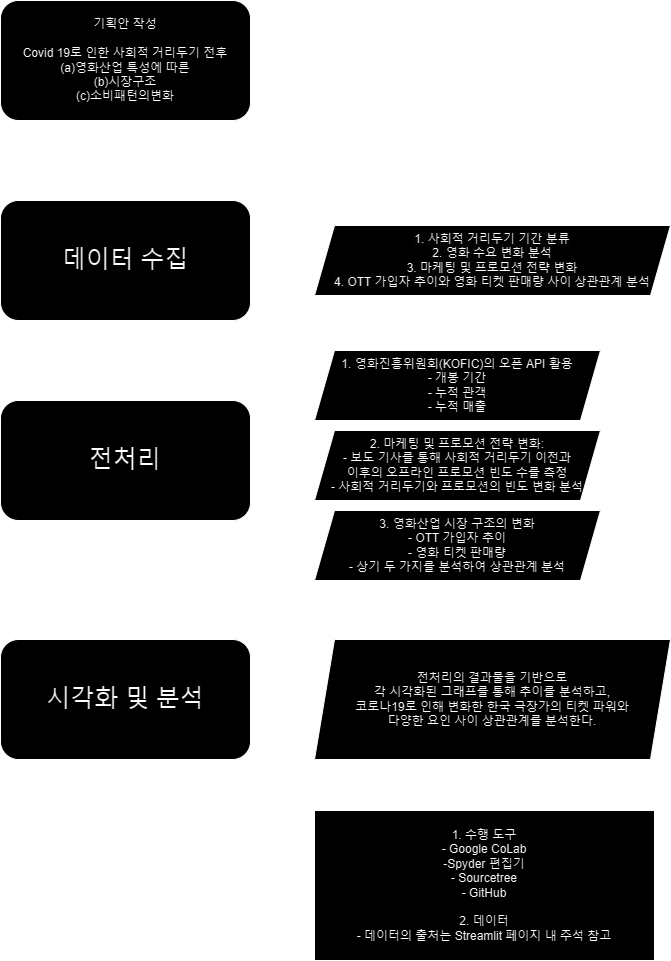 기획안 작성
Covid 19로 인한 사회적 거리두기 전후
(a)영화산업 특성에 따른
(b)시장구조
(c)소비패턴의변화
데이터 수집
1. 사회적 거리두기 기간 분류
2. 영화 수요 변화 분석
3. 마케팅 및 프로모션 전략 변화
4. OTT 가입자 추이와 영화 티켓 판매량 사이 상관관계 분석
전처리
1. 영화진흥위원회(KOFIC)의 오픈 API 활용
- 개봉 기간
- 누적 관객
- 누적 매출
2. 마케팅 및 프로모션 전략 변화:
- 보도 기사를 통해 사회적 거리두기 이전과
이후의 오프라인 프로모션 빈도 수를 측정
- 사회적 거리두기와 프로모션의 빈도 변화 분석
3. 영화산업 시장 구조의 변화
- OTT 가입자 추이
- 영화 티켓 판매량
- 상기 두 가지를 분석하여 상관관계 분석
시각화 및 분석
전처리의 결과물을 기반으로
각 시각화된 그래프를 통해 추이를 분석하고,
코로나19로 인해 변화한 한국 극장가의 티켓 파워와
다양한 요인 사이 상관관계를 분석한다.
1. 수행 도구
- Google CoLab
-Spyder 편집기
- Sourcetree
- GitHub
2. 데이터
- 데이터의 출처는 Streamlit 페이지 내 주석 참고